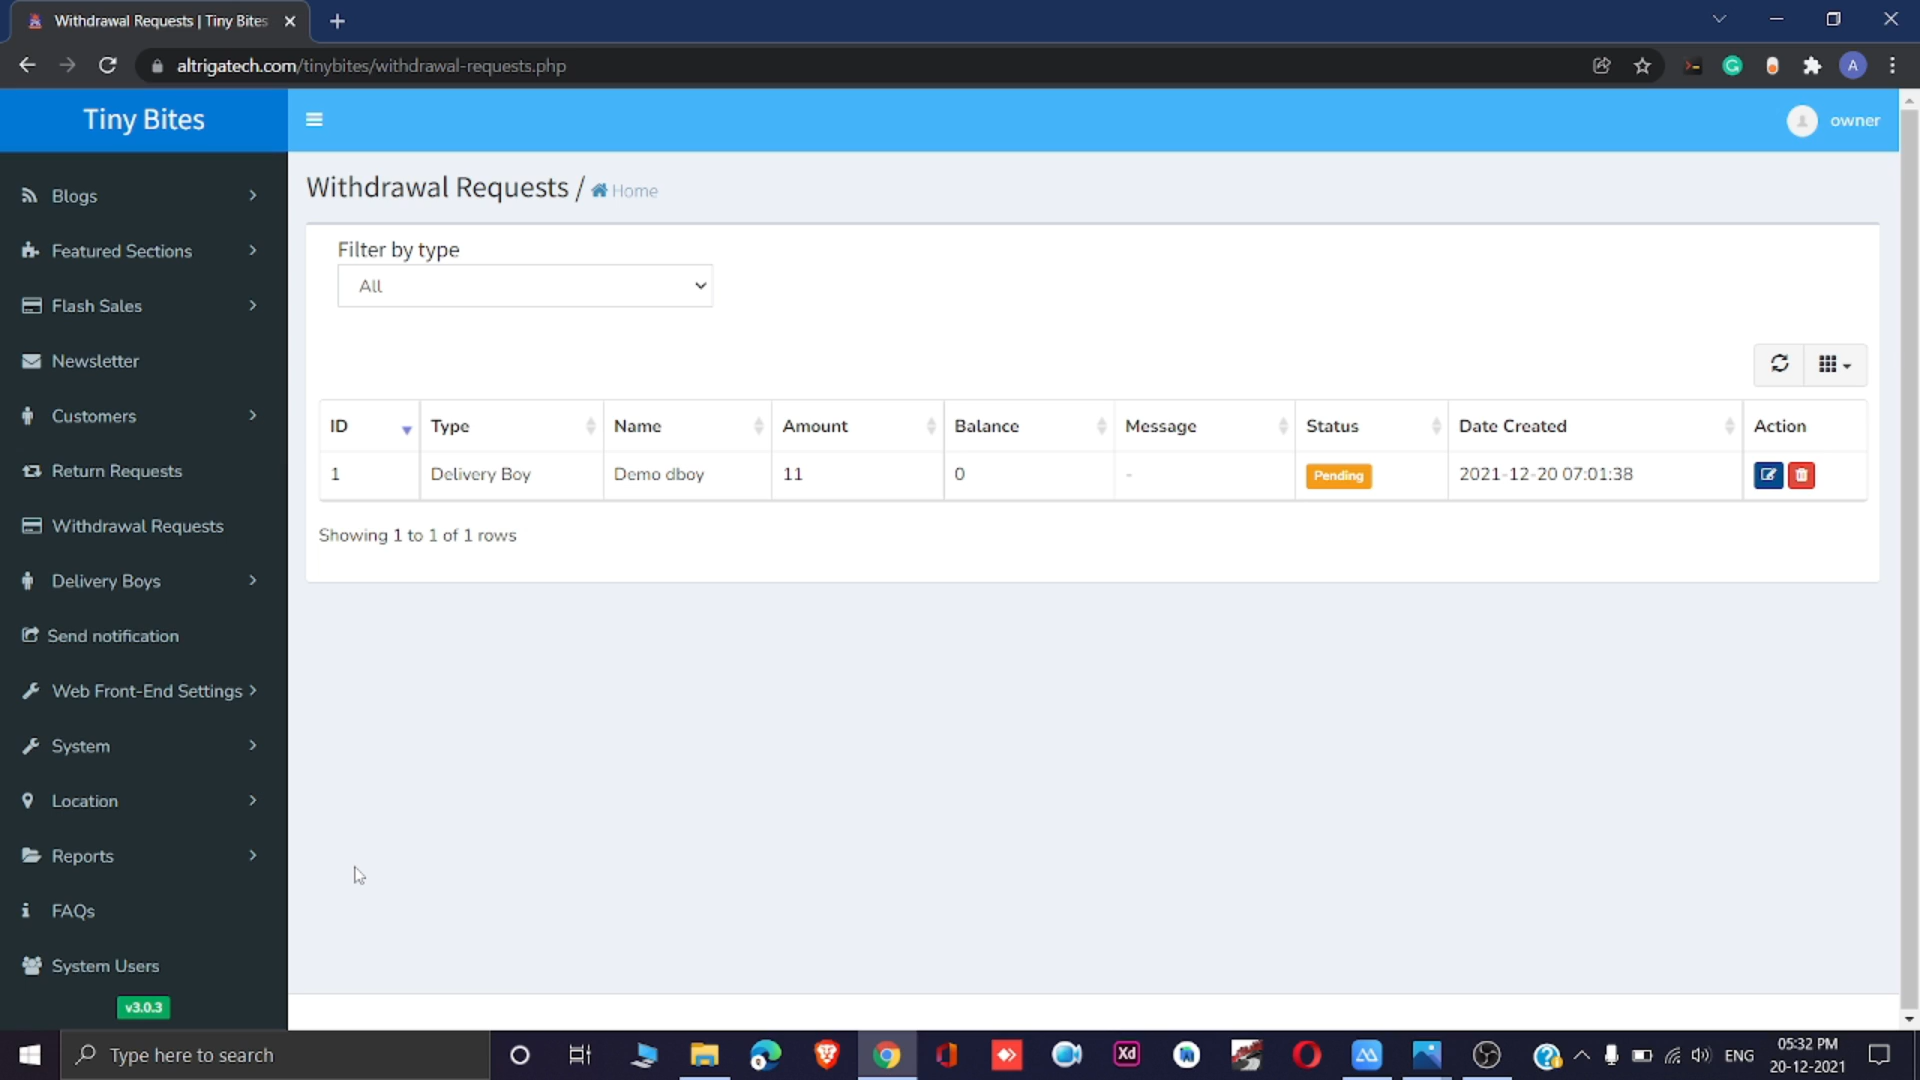 Withdrawal Requests | Tiny Bites
altrigatech.com/tinybites/withdrawal-requests.php
A
Tiny Bites
owner
Blogs
Featured Sections
Flash Sales
Newsletter
Customers
Return Requests
Withdrawal Requests
Delivery Boys
Send notification
Web Front-End Settings
System
Location
Reports
FAQs
System Users
v3.0.3
Withdrawal Requests / Home
Filter by type
All
ID Type Name Amount Balance Message Status Date Created Action
1 Delivery Boy Demo dboy 11 0 - Pending 2021-12-20 07:01:38
Showing 1 to 1 of 1 rows
Type here to search
Xd
ENG
05:32 PM
20-12-2021